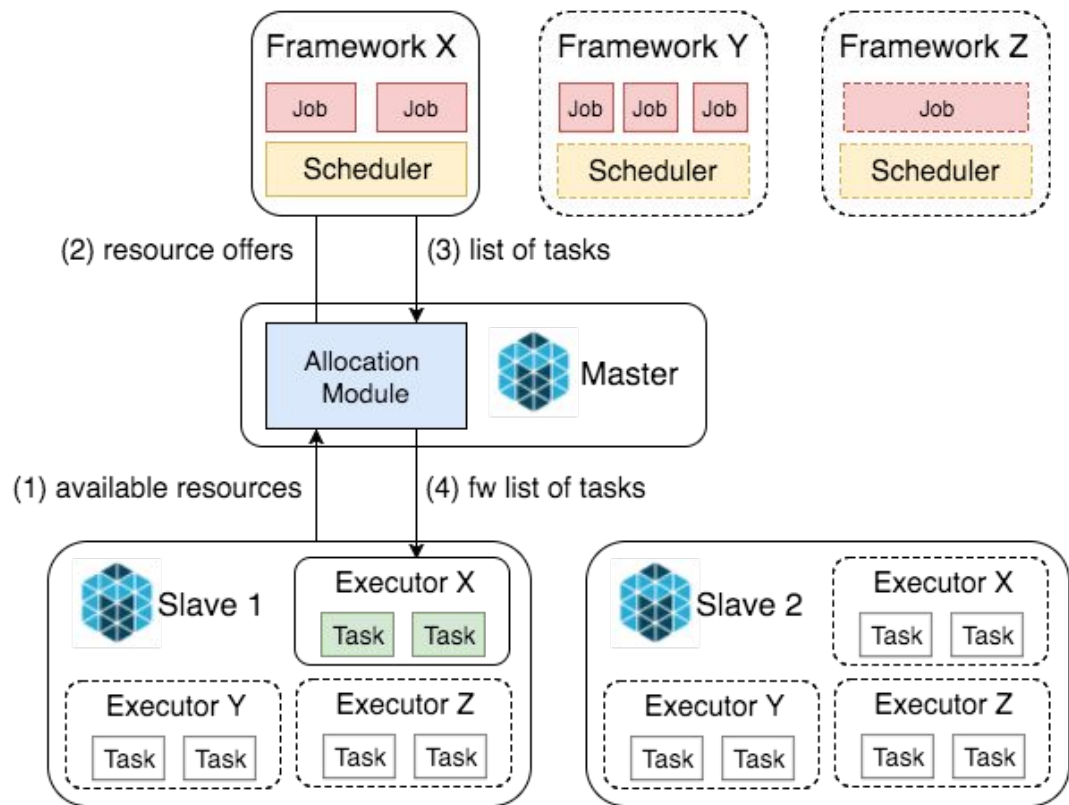 Framework X
Job
Job
Scheduler
Framework Y
Job
Job
Job
Scheduler
Framework Z
Job
Scheduler
(2) resource offers
(3) list of tasks
Allocation
Module
Master
(1) available resources
(4) fw list of tasks
Slave 1
Executor X
Task
Task
Executor Y
Task
Task
Executor Z
Task
Task
Slave 2
Executor X
Task
Task
Executor Y
Task
Task
Executor Z
Task
Task